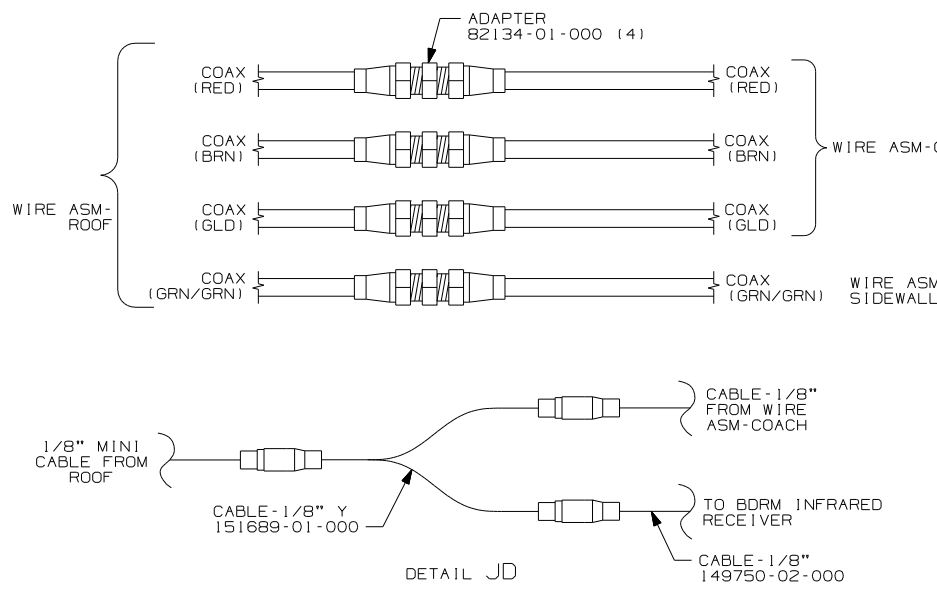 ADAPTER
82134-01-000 (4)
COAX
(RED)
COAX
(RED)
COAX
(BRN)
COAX
(BRN)
WIRE ASM-
WIRE ASM-
ROOF
COAX
(GLD)
COAX
(GLD)
COAX
(GRN/GRN)
COAX
(GRN/GRN)
WIRE ASM
SIDEWALL
CABLE-1/8"
FROM WIRE
ASM-COACH
1/8" MINI
CABLE FROM
ROOF
CABLE-1/8" Y
151689-01-000
TO BDRM INFRARED
RECEIVER
CABLE-1/8"
149750-02-000
DETAIL JD